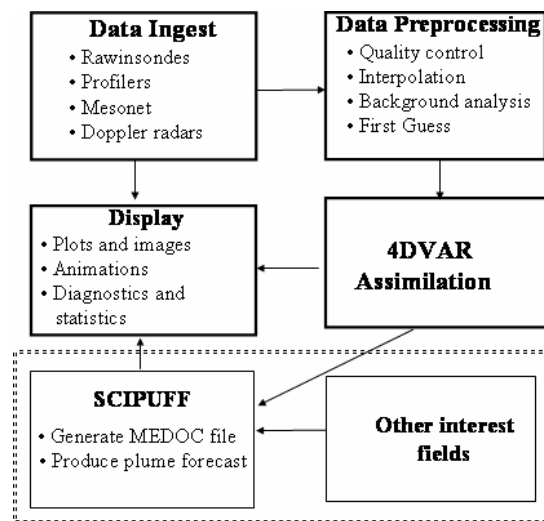 Data Ingest
• Rawinsondes
• Profilers
• Mesonet
• Doppler radars
Data Preprocessing
• Quality control
• Interpolation
• Background analysis
• First Guess
Display
• Plots and images
• Animations
• Diagnostics and
statistics
4DVAR
Assimilation
SCIPUFF
• Generate MEDOC file
• Produce plume forecast
Other interest
fields